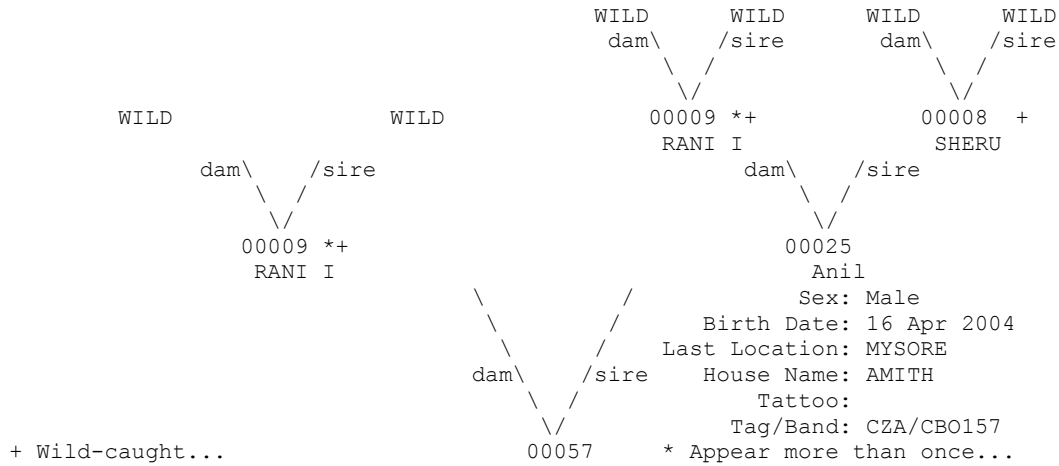 WILD WILD WILD WILD
dam\ /sire dam\ /sire
\ / \ /
\/ \/
WILD WILD 00009 *+ 00008 +
RANI I SHERU
dam\ /sire dam\ /sire
\ / \ /
\/ \/
00009 *+ 00025
RANI I Anil
\ / Sex: Male
\ / Birth Date: 16 Apr 2004
\ / Last Location: MYSORE
dam\ /sire House Name: AMITH
\ / Tattoo:
\/ Tag/Band: CZA/CBO157
+ Wild-caught... 00057 * Appear more than once...